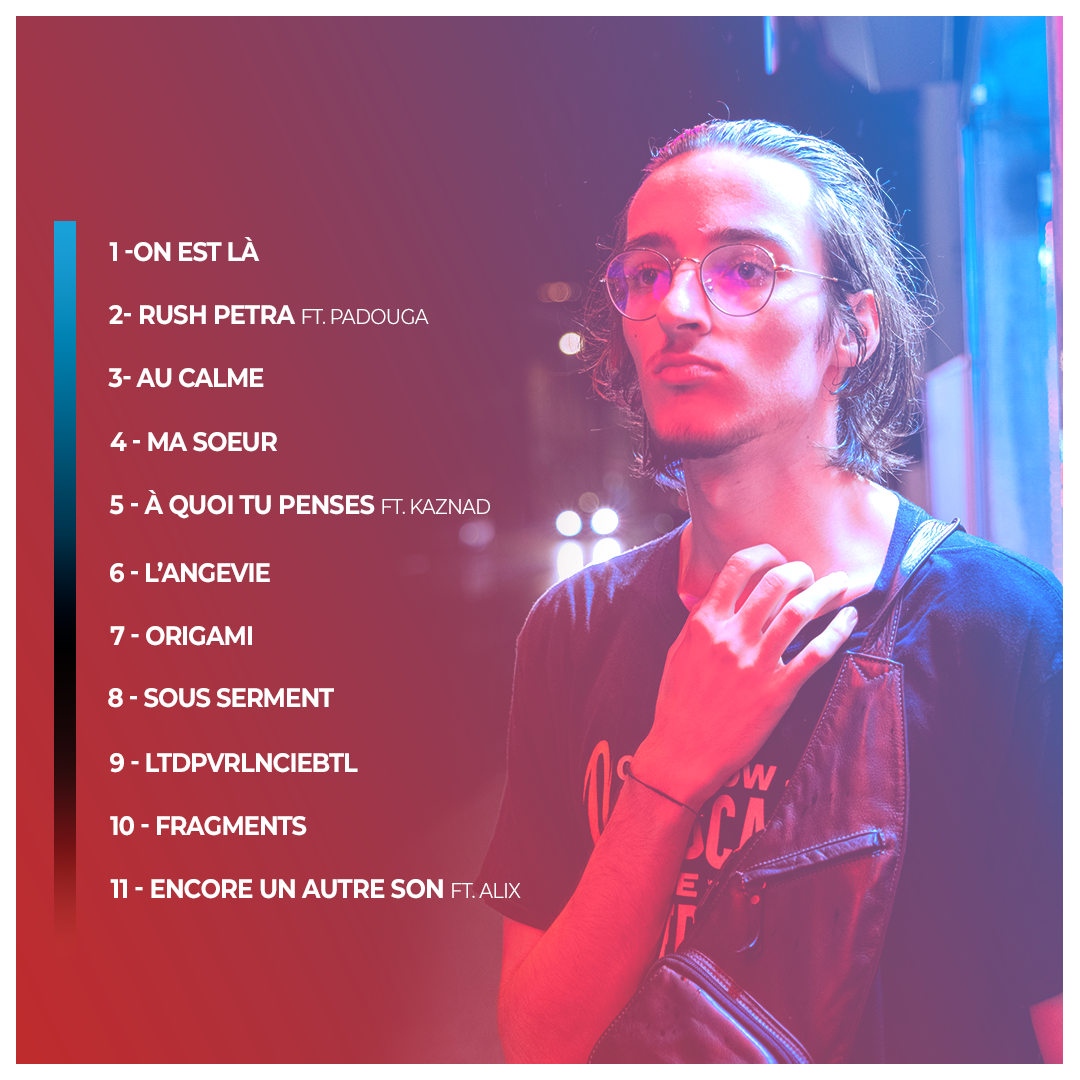 1 -ON EST LÀ
2- RUSH PETRA FT. PADOUGA
3- AU CALME
4 - MA SOEUR
5 - À QUOI TU PENSES FT. KAZNAD
6 - L’ANGEVIE
7 - ORIGAMI
8 - SOUS SERMENT
9 - LTDPVRLNCIEBTL
10 - FRAGMENTS
11 - ENCORE UN AUTRE SON FT. ALIX